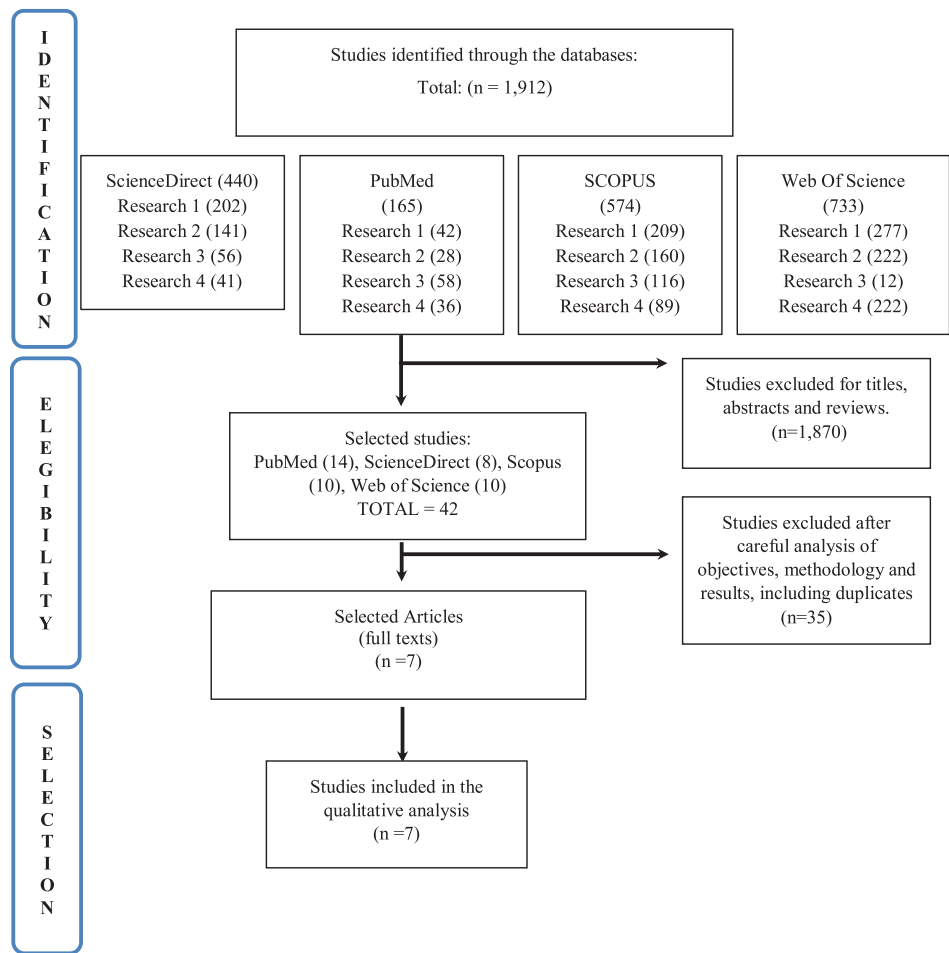 IDENTIFICATION
Studies identified through the databases:
Total: (n = 1,912)
ScienceDirect (440)
Research 1 (202)
Research 2 (141)
Research 3 (56)
Research 4 (41)
PubMed
(165)
Research 1 (42)
Research 2 (28)
Research 3 (58)
Research 4 (36)
SCOPUS
(574)
Research 1 (209)
Research 2 (160)
Research 3 (116)
Research 4 (89)
Web Of Science
(733)
Research 1 (277)
Research 2 (222)
Research 3 (12)
Research 4 (222)
ELEGIBILITY
Studies excluded for titles,
abstracts and reviews.
(n=1,870)
Selected studies:
PubMed (14), ScienceDirect (8), Scopus
(10), Web of Science (10)
TOTAL = 42
Studies excluded after
careful analysis of
objectives, methodology and
results, including duplicates
(n=35)
Selected Articles
(full texts)
(n =7)
SELECTION
Studies included in the
qualitative analysis
(n =7)